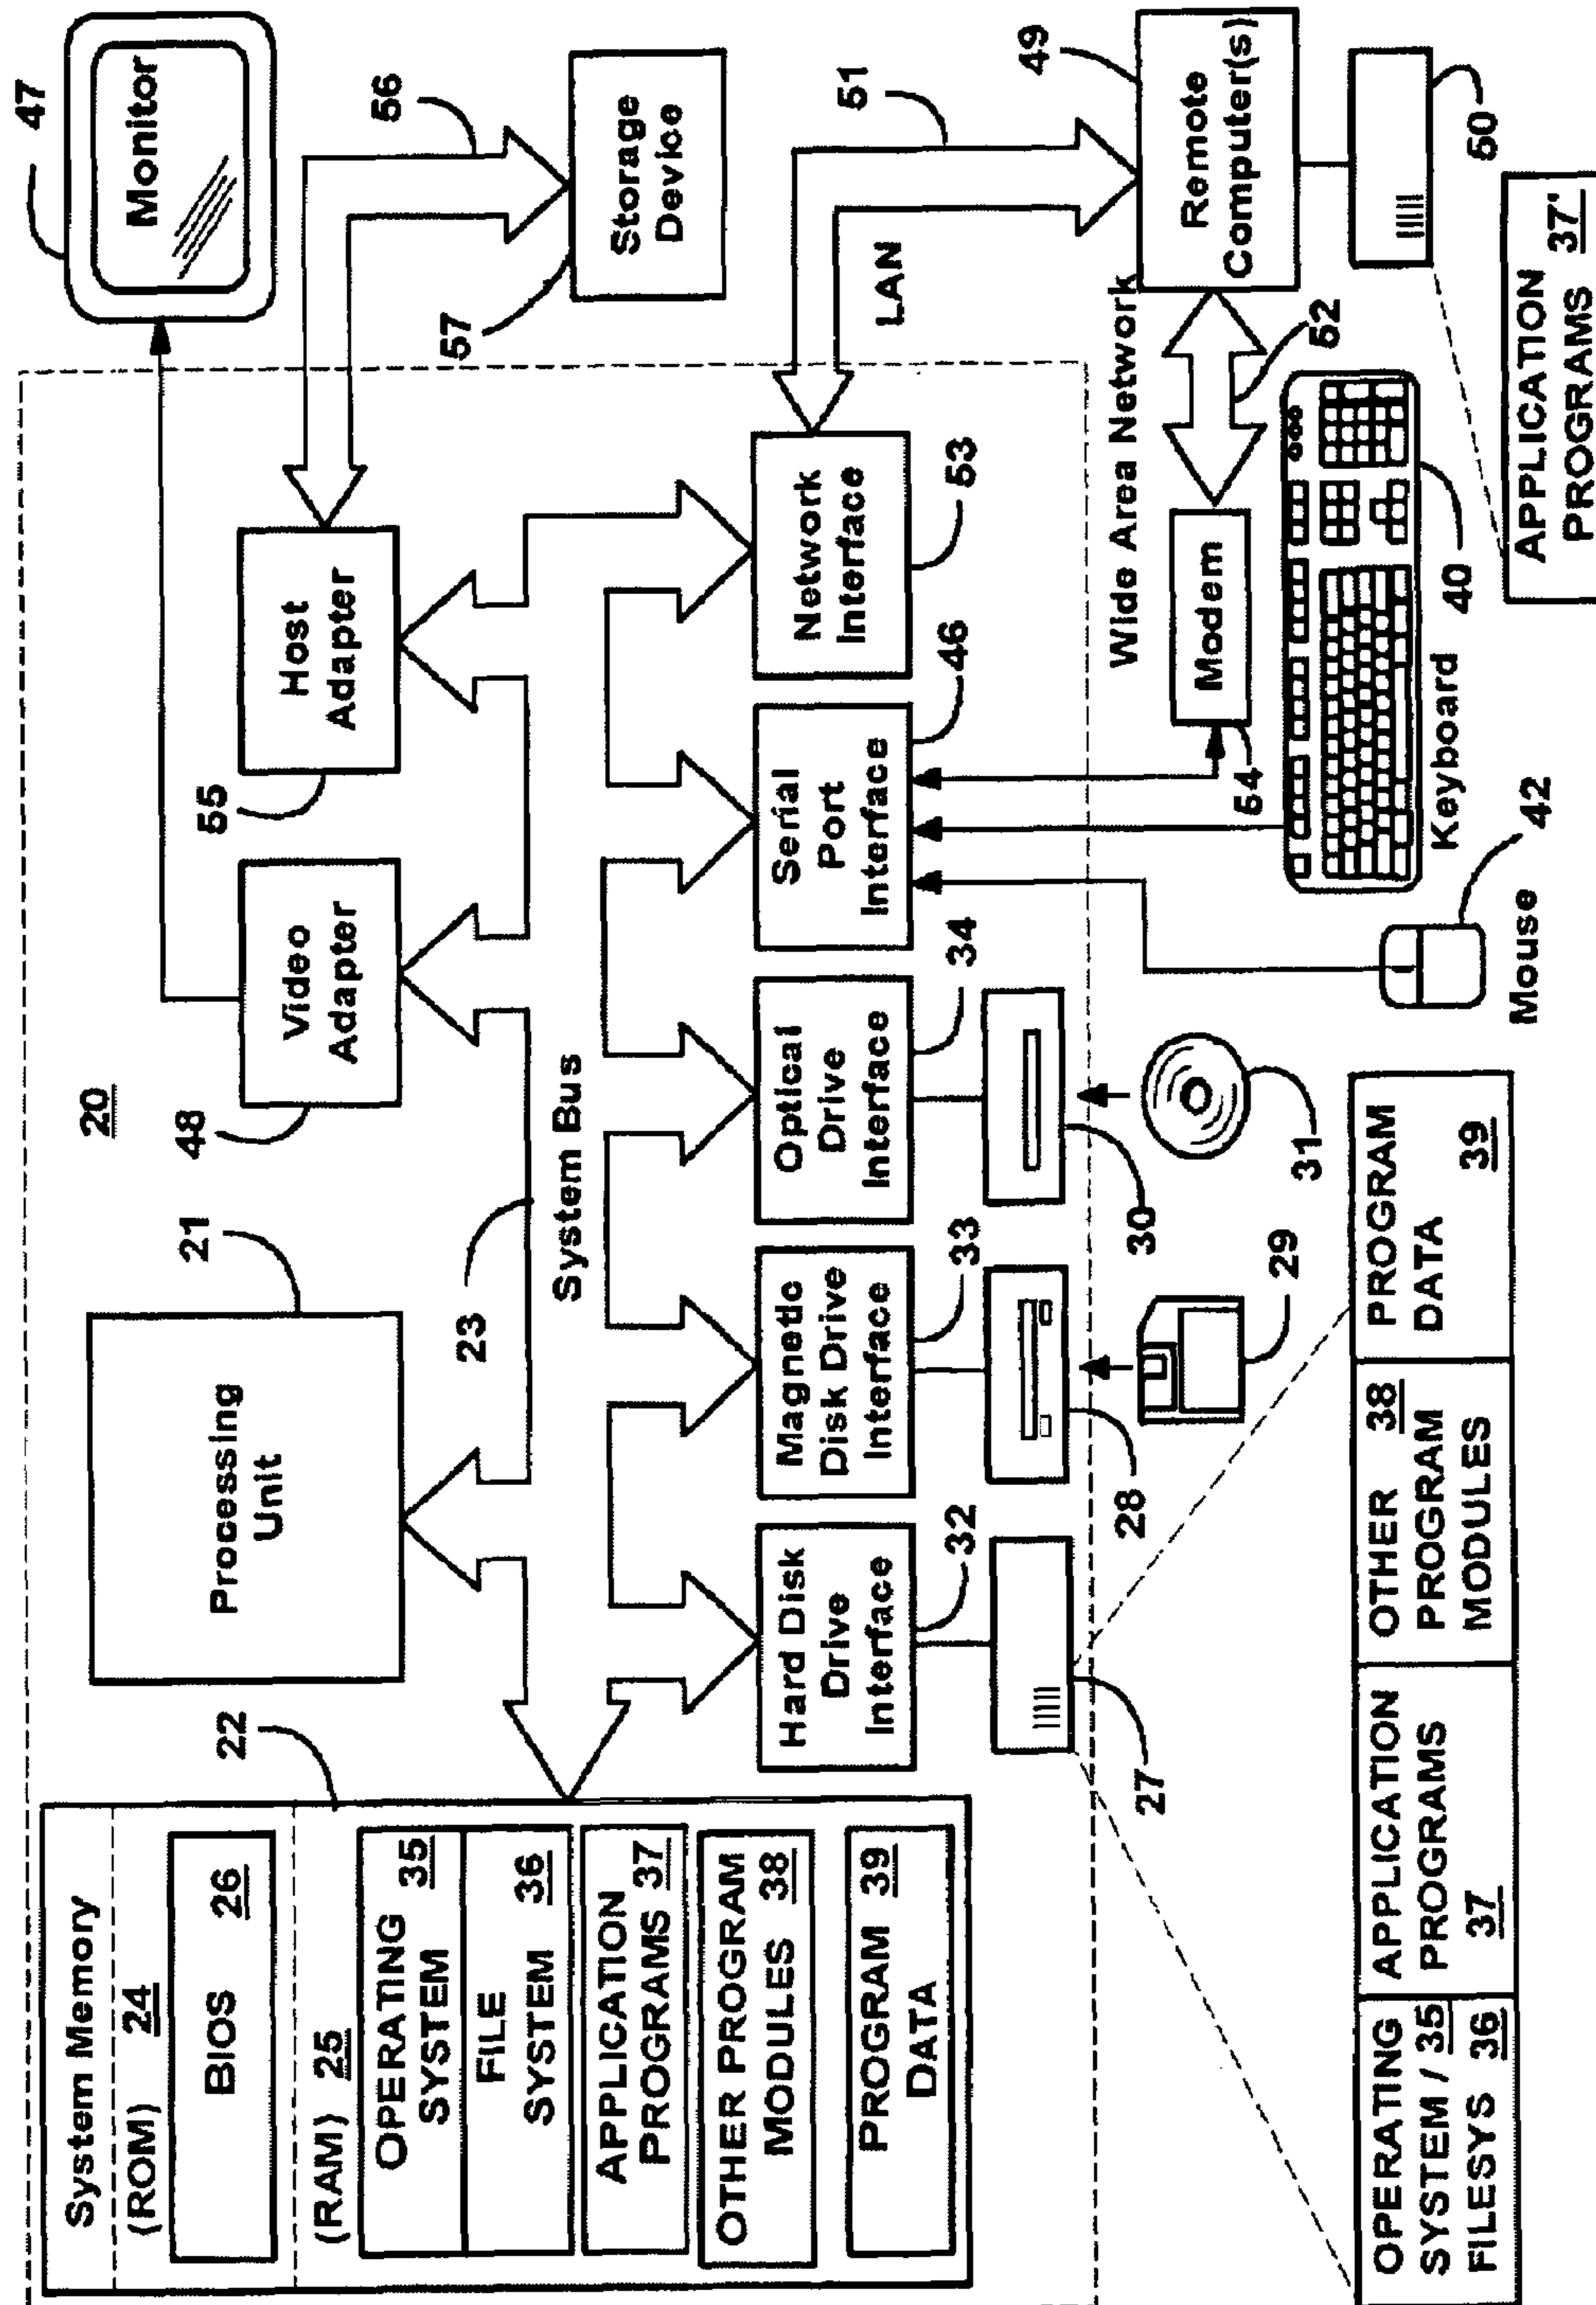 System Memory
(ROM) 24
BIOS 26
(RAM) 25
OPERATING
SYSTEM 35
FILE
SYSTEM 36
APPLICATION
PROGRAMS 37
OTHER PROGRAM
MODULES 38
PROGRAM 39
DATA
22
Processing
Unit
21
20
48
Video
Adapter
55
Host
Adapter
47
Monitor
56
57
Storage
Device
23
System Bus
Hard Disk
Drive
Interface
32
Magnetic
Disk Drive
Interface
33
Optical
Drive
Interface
34
Serial
Port
Interface
46
Network
Interface
53
LAN
51
49
Remote
Computer(s)
50
Wide Area Network
52
Modem
54
27
28
29
30
31
Keyboard
40
Mouse
42
OPERATING
SYSTEM / 35
FILESYS 36
APPLICATION
PROGRAMS
37
OTHER 38
PROGRAM
MODULES
PROGRAM
DATA
39
APPLICATION
PROGRAMS 37'